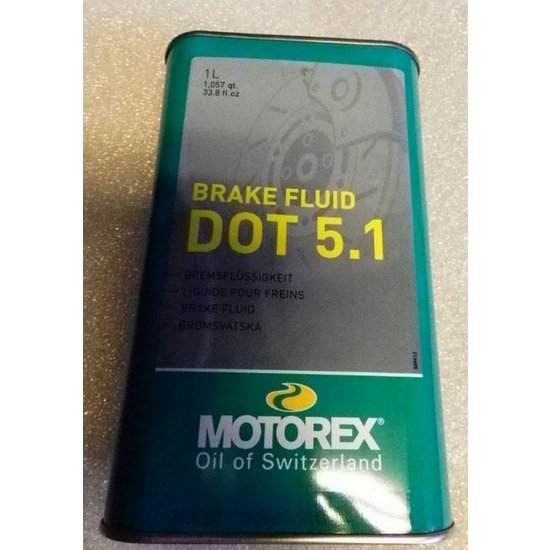 1 L
1,057 qt.
33.8 fl.oz
BRAKE FLUID
DOT 5.1
BREMSFLÜSSIGKEIT
LIQUIDE POUR FREINS
BRAKE FLUID
BROMSVÄTSKA
MOTOREX®
Oil of Switzerland